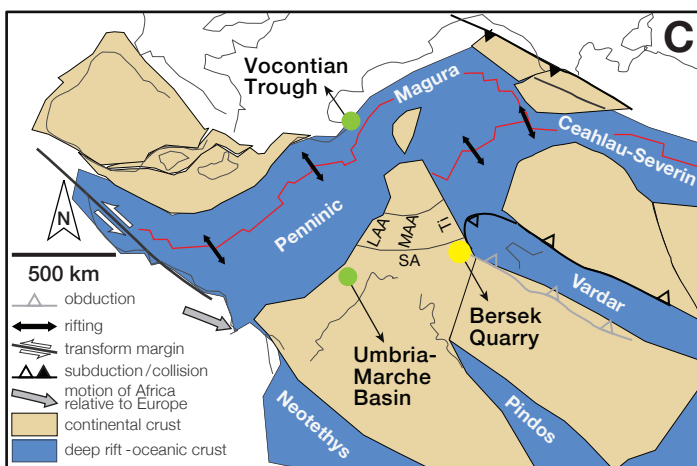 C
Vocontian
Trough
Magura
Ceahlau-Severin
Penninic
LAA
MAA
Ti
SA
N
500 km
Vardar
Bersek
Quarry
Umbria-
Marche
Basin
Neotethys
Pindos
obduction
rifting
transform margin
subduction/collision
motion of Africa
relative to Europe
continental crust
deep rift-oceanic crust